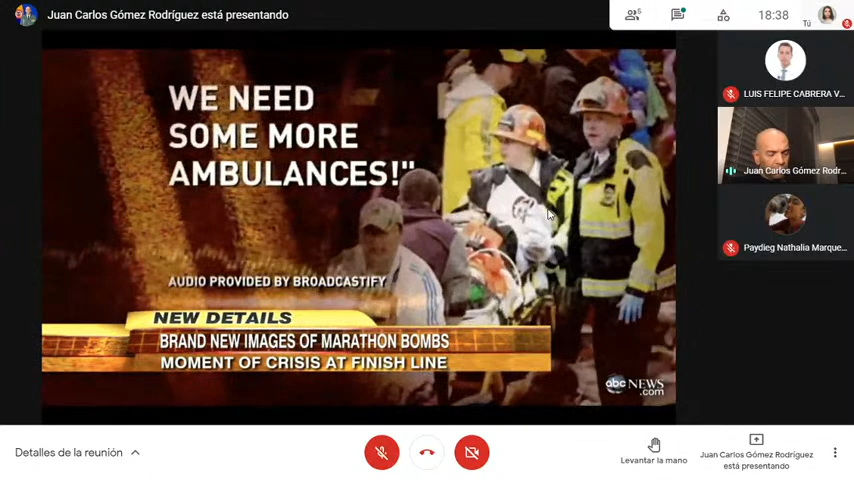 Juan Carlos Gómez Rodríguez está presentando
5
18:38
Tú
WE NEED
SOME MORE
AMBULANCES!"
AUDIO PROVIDED BY BROADCASTIFY
NEW DETAILS
BRAND NEW IMAGES OF MARATHON BOMBS
MOMENT OF CRISIS AT FINISH LINE
abc NEWS
.com
LUIS FELIPE CABRERA V...
Juan Carlos Gómez Rodr...
Paydieg Nathalia Marque...
Detalles de la reunión
Levantar la mano
Juan Carlos Gómez Rodríguez
está presentando